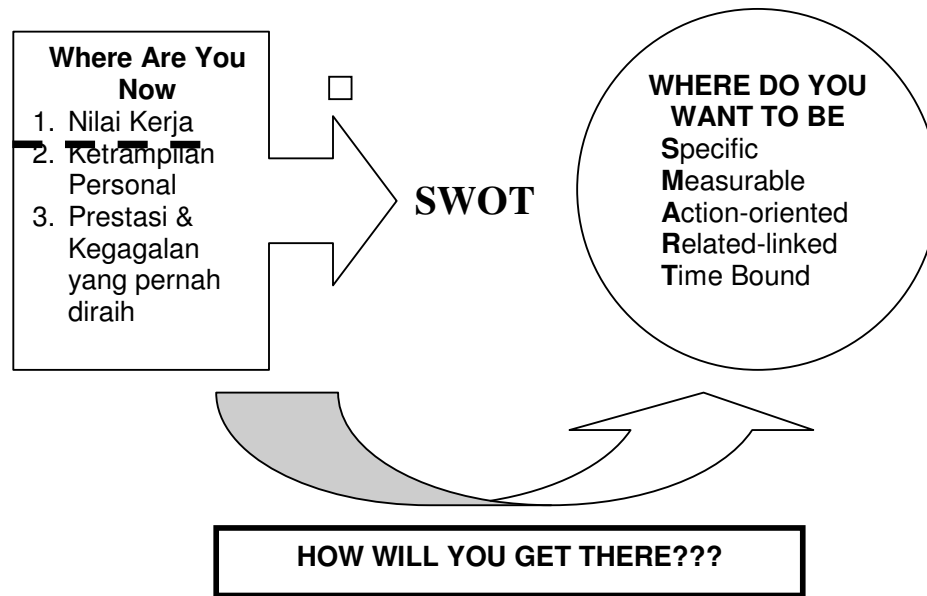 Where Are You
Now
1. Nilai Kerja
2. Ketrampilan
Personal
3. Prestasi &
Kegagalan
yang pernah
diraih
SWOT
WHERE DO YOU
WANT TO BE
Specific
Measurable
Action-oriented
Related-linked
Time Bound
HOW WILL YOU GET THERE???